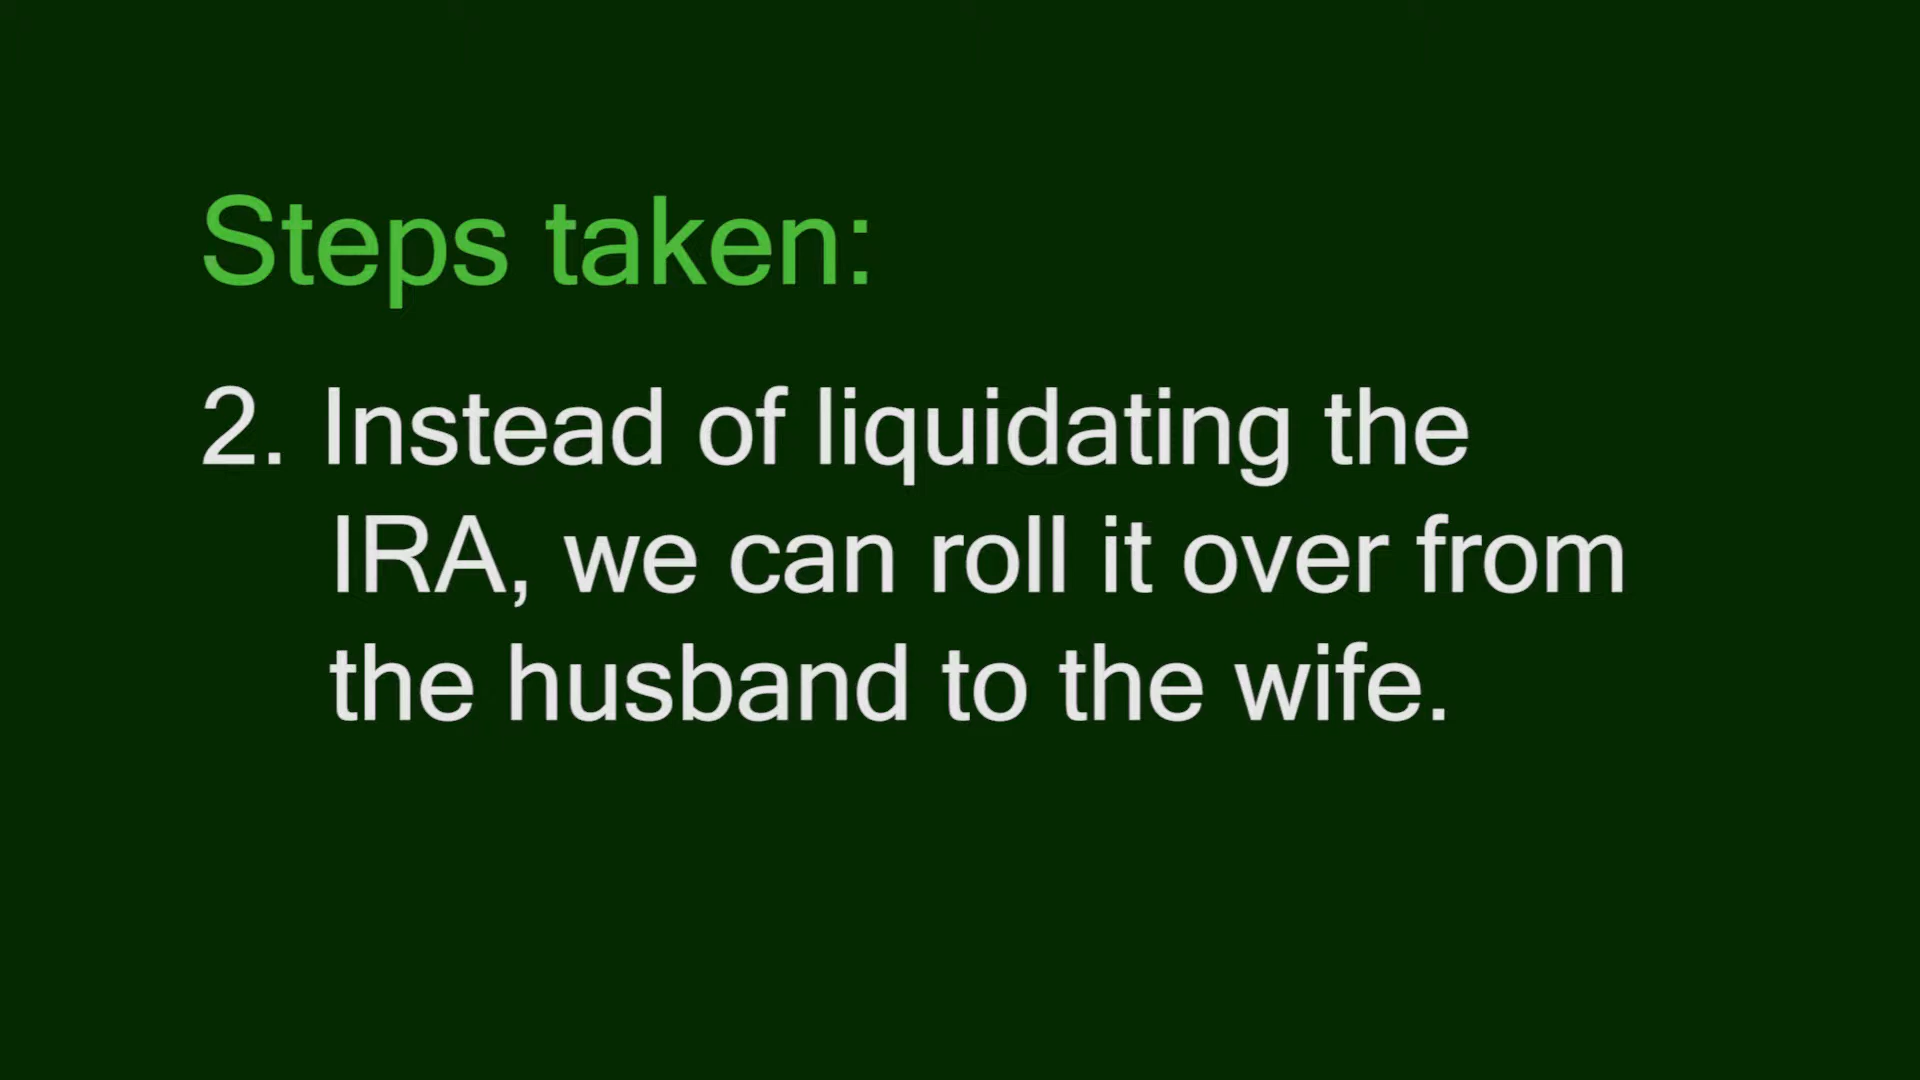 Steps taken:
2. Instead of liquidating the
IRA, we can roll it over from
the husband to the wife.